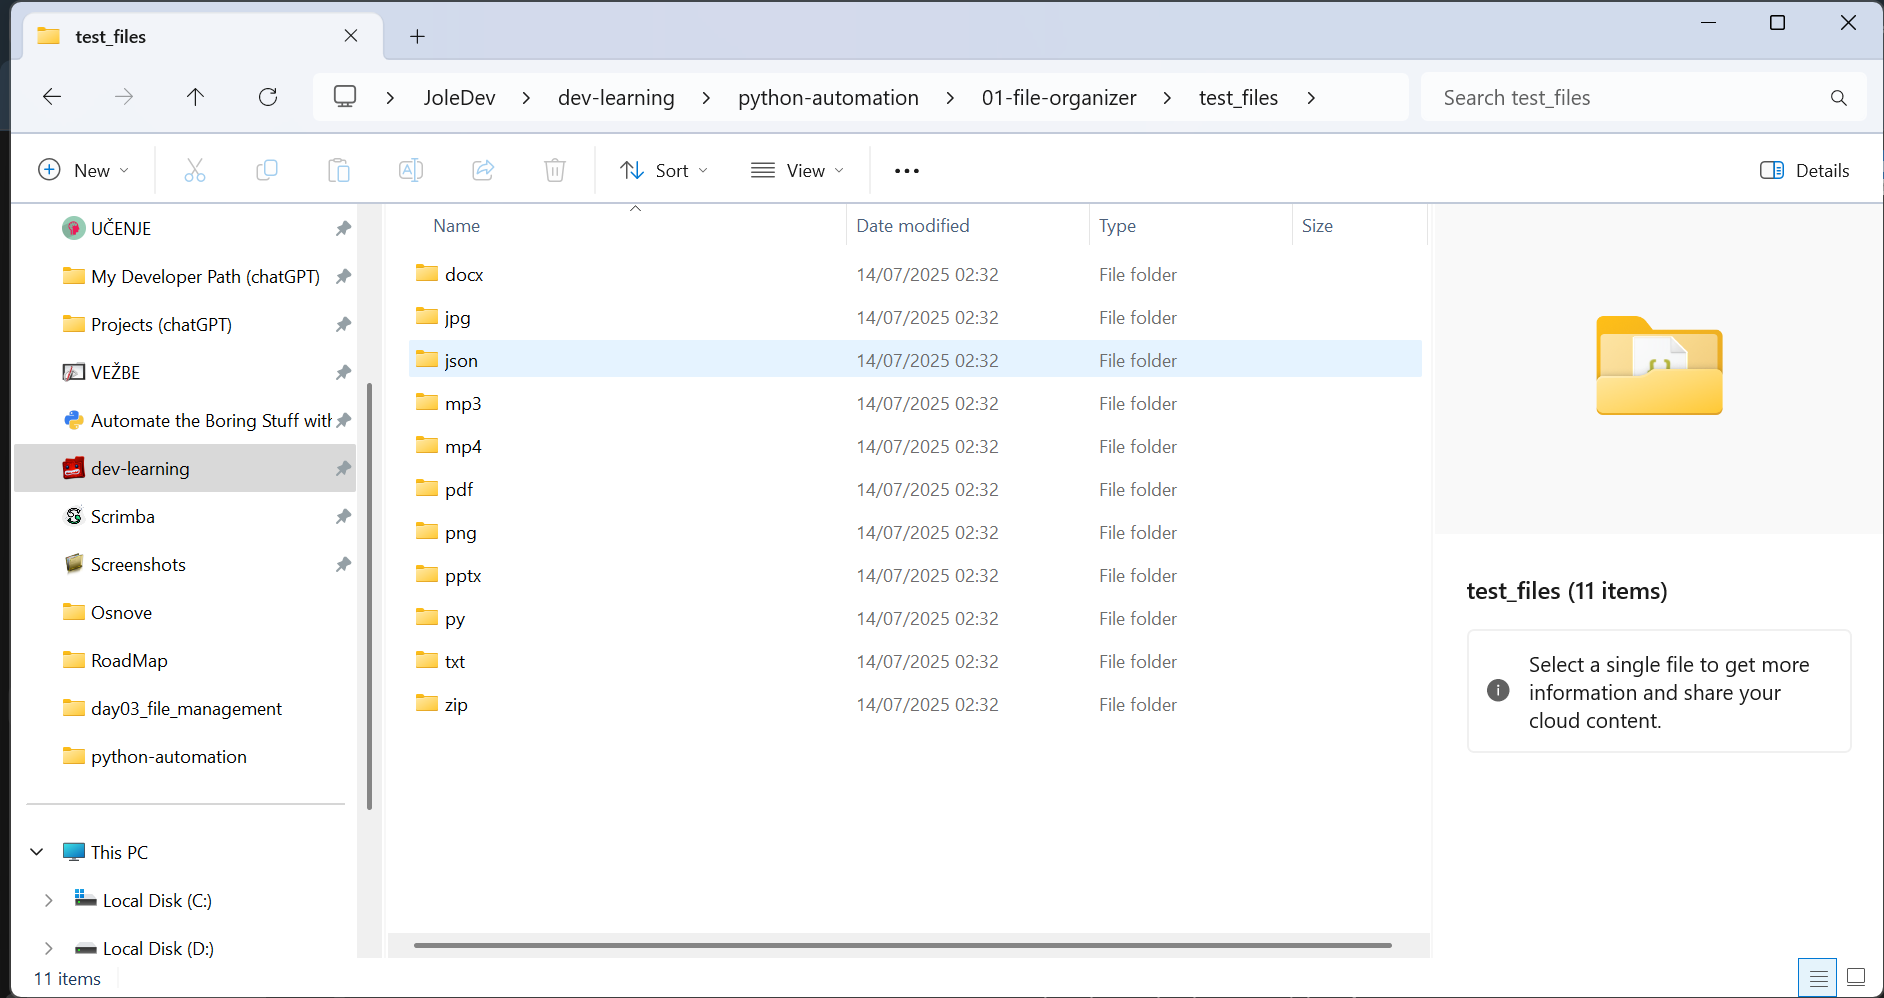 test_files
JoleDev
dev-learning
python-automation
01-file-organizer
test_files
Search test_files
New
Sort
View
Details
UČENJE
My Developer Path (chatGPT)
Projects (chatGPT)
VEŽBE
Automate the Boring Stuff with
dev-learning
Scrimba
Screenshots
Osnove
RoadMap
day03_file_management
python-automation
This PC
Local Disk (C:)
Local Disk (D:)
Name Date modified Type Size
docx 14/07/2025 02:32 File folder
jpg 14/07/2025 02:32 File folder
json 14/07/2025 02:32 File folder
mp3 14/07/2025 02:32 File folder
mp4 14/07/2025 02:32 File folder
pdf 14/07/2025 02:32 File folder
png 14/07/2025 02:32 File folder
pptx 14/07/2025 02:32 File folder
py 14/07/2025 02:32 File folder
txt 14/07/2025 02:32 File folder
zip 14/07/2025 02:32 File folder
test_files (11 items)
Select a single file to get more
information and share your
cloud content.
11 items